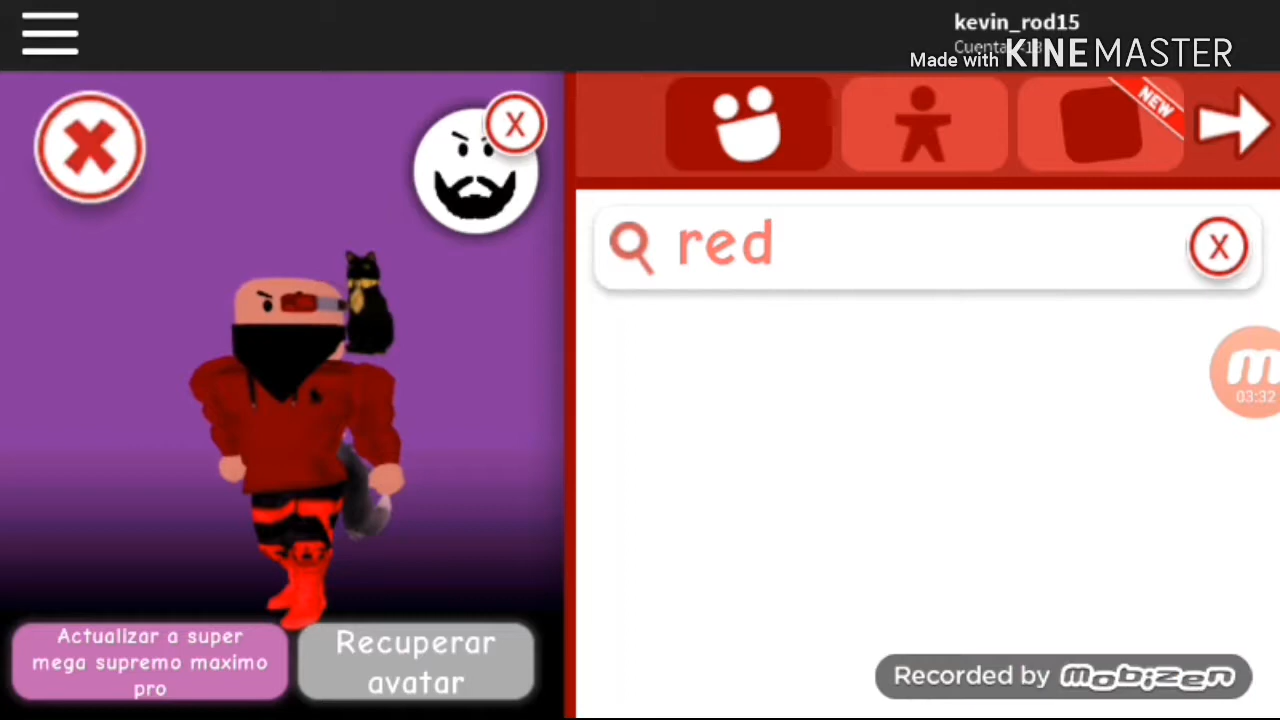 kevin_rod15
Made with KINEMASTER
NEW
red
X
X
03:32
Actualizar a super
mega supremo maximo
pro
Recuperar
avatar
Recorded by mobizen